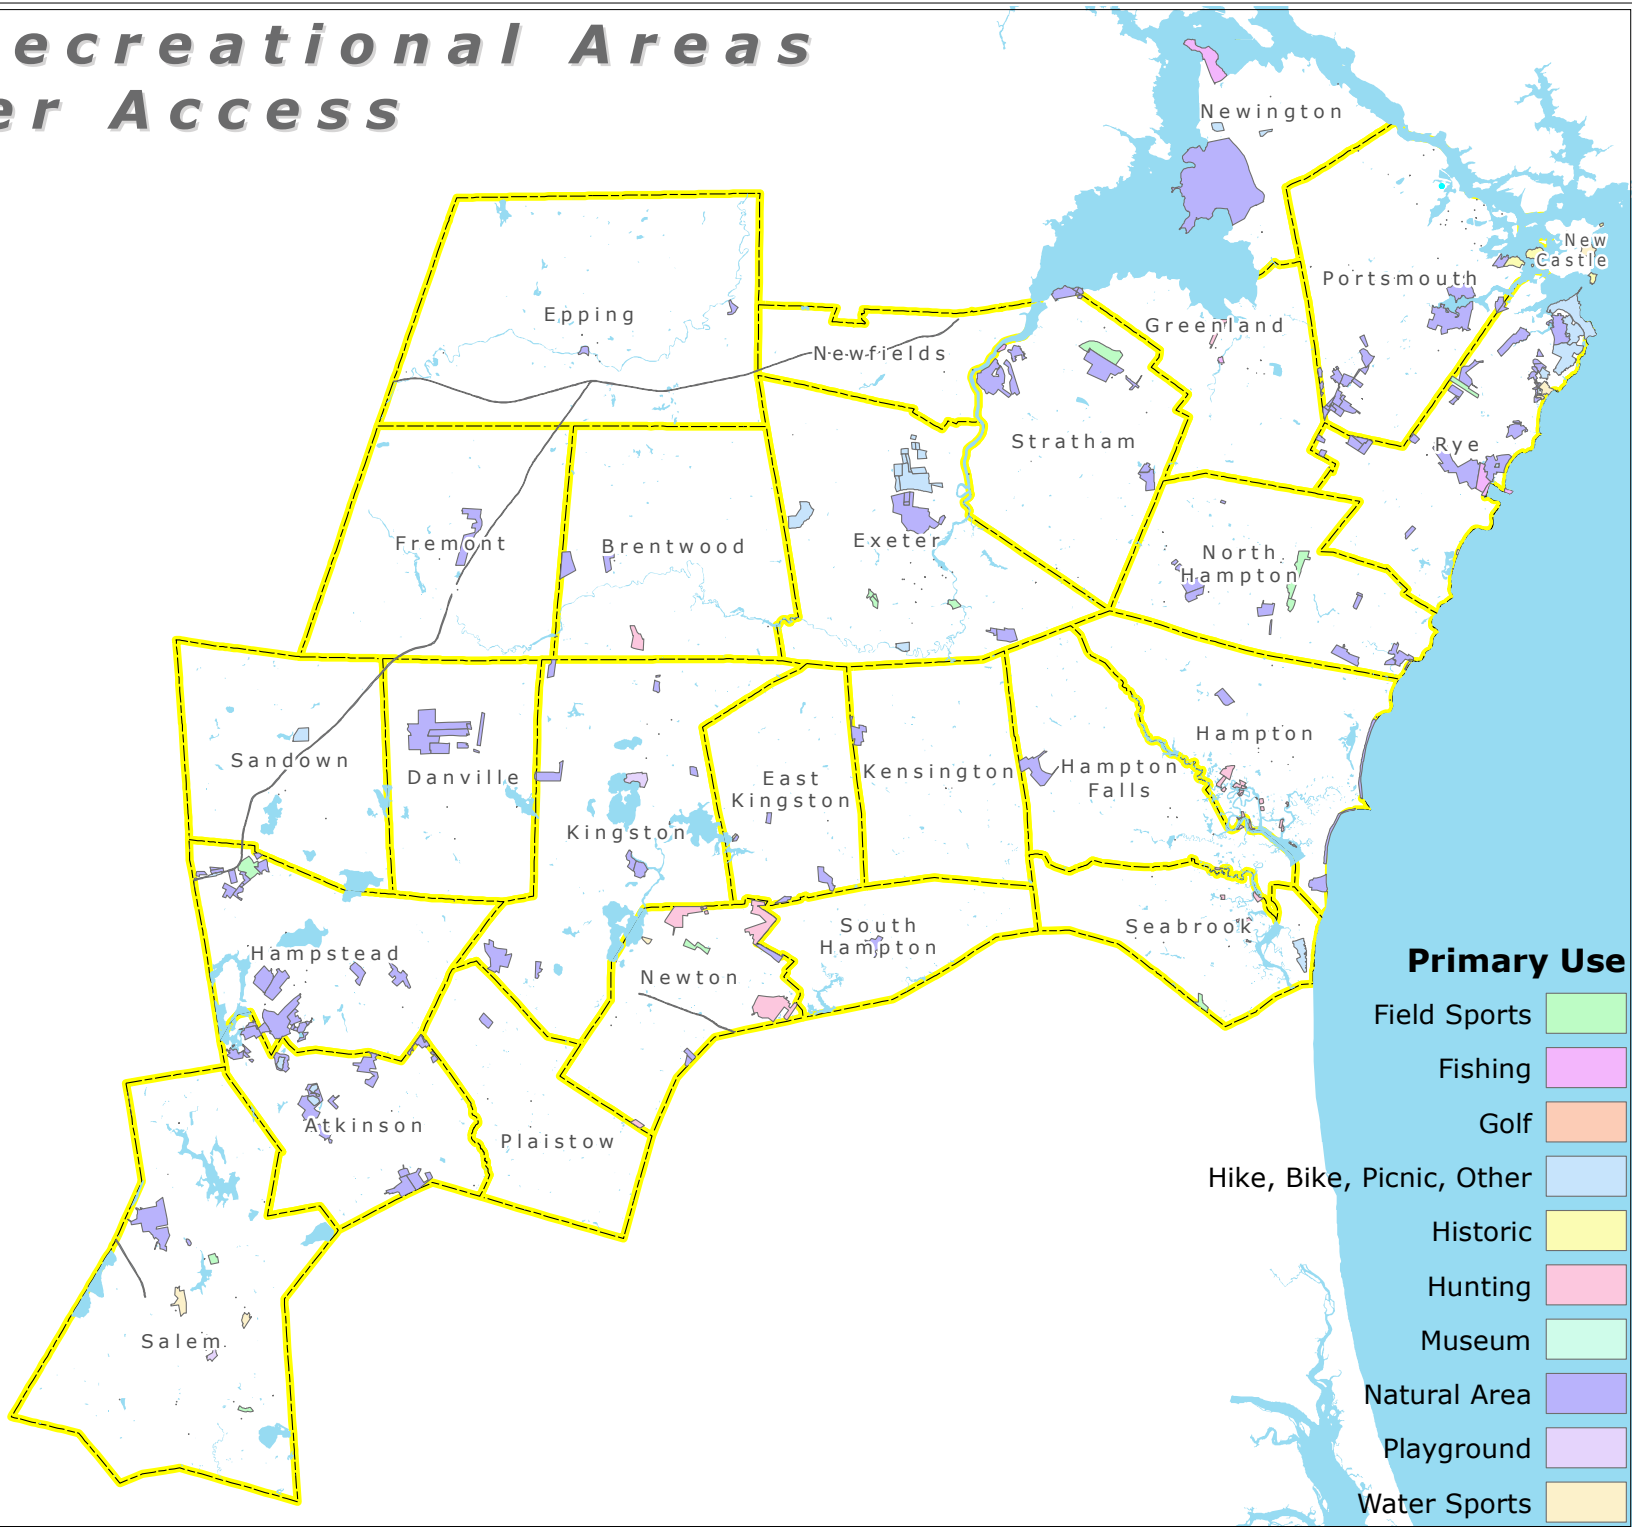 ecreational Areas
er Access
Newington
New
Castle
Portsmouth
Epping
Greenland
Newfields
Stratham
Rye
Fremont
Brentwood
Exeter
North
Hampton
Sandown
Danville
Kingston
East
Kingston
Kensington
Hampton
Falls
Hampton
Hampstead
Newton
South
Hampton
Seabrook
Atkinson
Plaistow
Salem
Primary Use
Field Sports
Fishing
Golf
Hike, Bike, Picnic, Other
Historic
Hunting
Museum
Natural Area
Playground
Water Sports